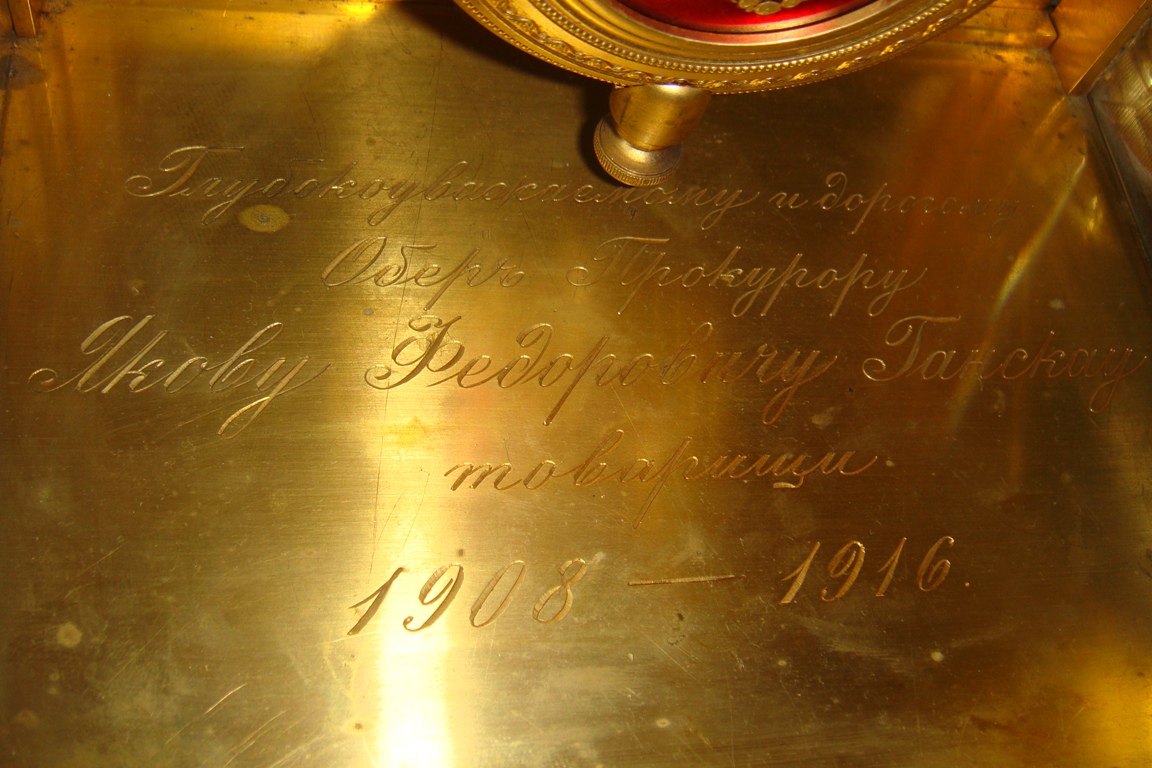 Глубокоуважаемому и дорогому
Оберъ Прокурору
Якову Федоровичу Ганскау
товарищи
1908 — 1916